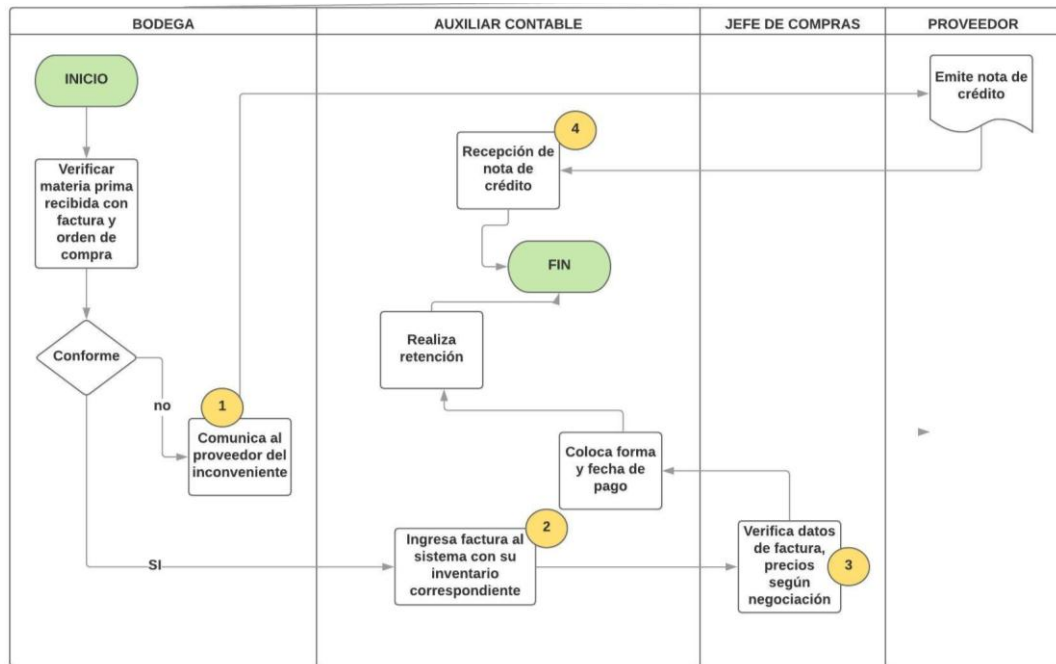 BODEGA
AUXILIAR CONTABLE
JEFE DE COMPRAS
PROVEEDOR
INICIO
Emite nota de
crédito
4
Recepción de
nota de
crédito
Verificar
materia prima
recibida con
factura y
orden de
compra
FIN
Realiza
retención
Conforme
no
1
Comunica al
proveedor del
inconveniente
Coloca forma
y fecha de
pago
SI
2
Ingresa factura al
sistema con su
inventario
correspondiente
Verifica datos
de factura,
precios
según
negociación
3